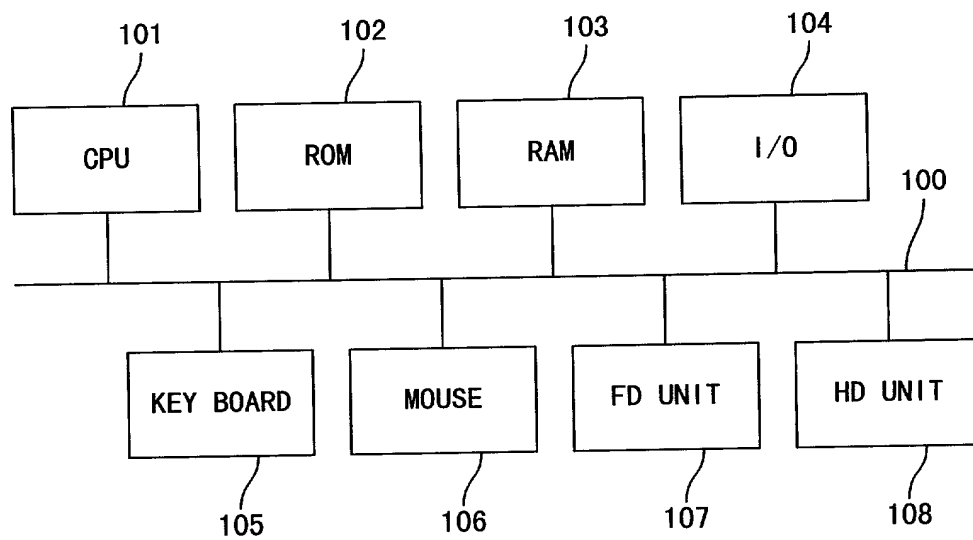 101 102 103 104
CPU ROM RAM I/O
100
KEY BOARD MOUSE FD UNIT HD UNIT
105 106 107 108